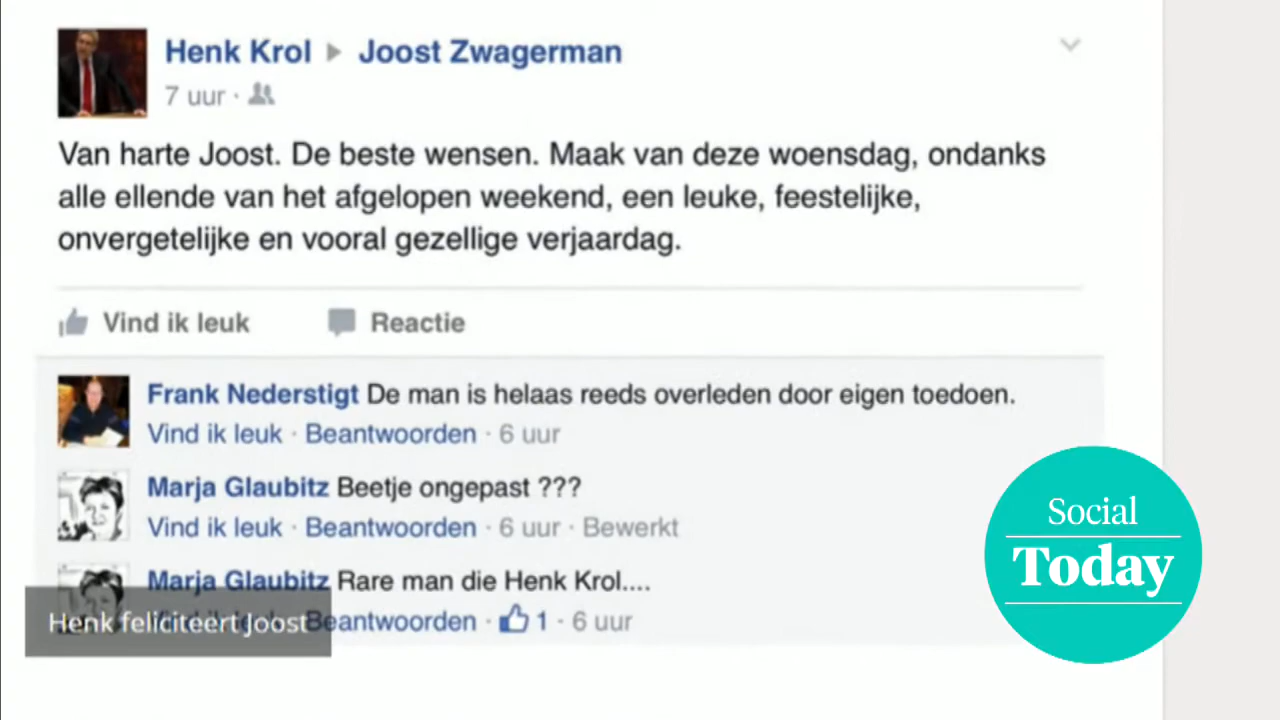 Henk Krol ▶ Joost Zwagerman
7 uur ·
Van harte Joost. De beste wensen. Maak van deze woensdag, ondanks
alle ellende van het afgelopen weekend, een leuke, feestelijke,
onvergetelijke en vooral gezellige verjaardag.
Vind ik leuk Reactie
Frank Nederstigt De man is helaas reeds overleden door eigen toedoen.
Vind ik leuk · Beantwoorden · 6 uur
Marja Glaubitz Beetje ongepast ???
Vind ik leuk · Beantwoorden · 6 uur · Bewerkt
Marja Glaubitz Rare man die Henk Krol....
Vind ik leuk · Beantwoorden · 1 · 6 uur
Henk feliciteert Joost
Social
Today